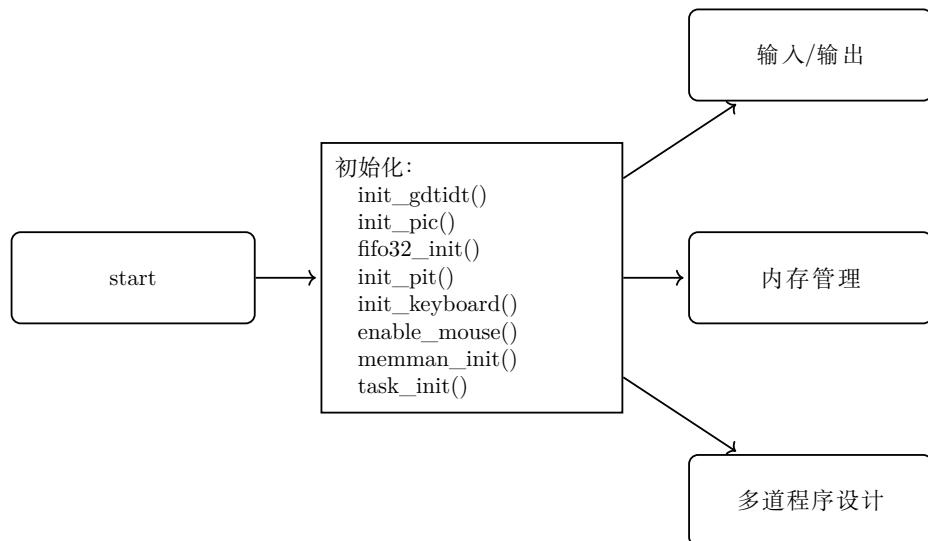 输入/输出
初始化:
init_gdtidt()
init_pic()
fifo32_init()
init_pit()
init_keyboard()
enable_mouse()
memman_init()
task_init()
start
内存管理
多道程序设计